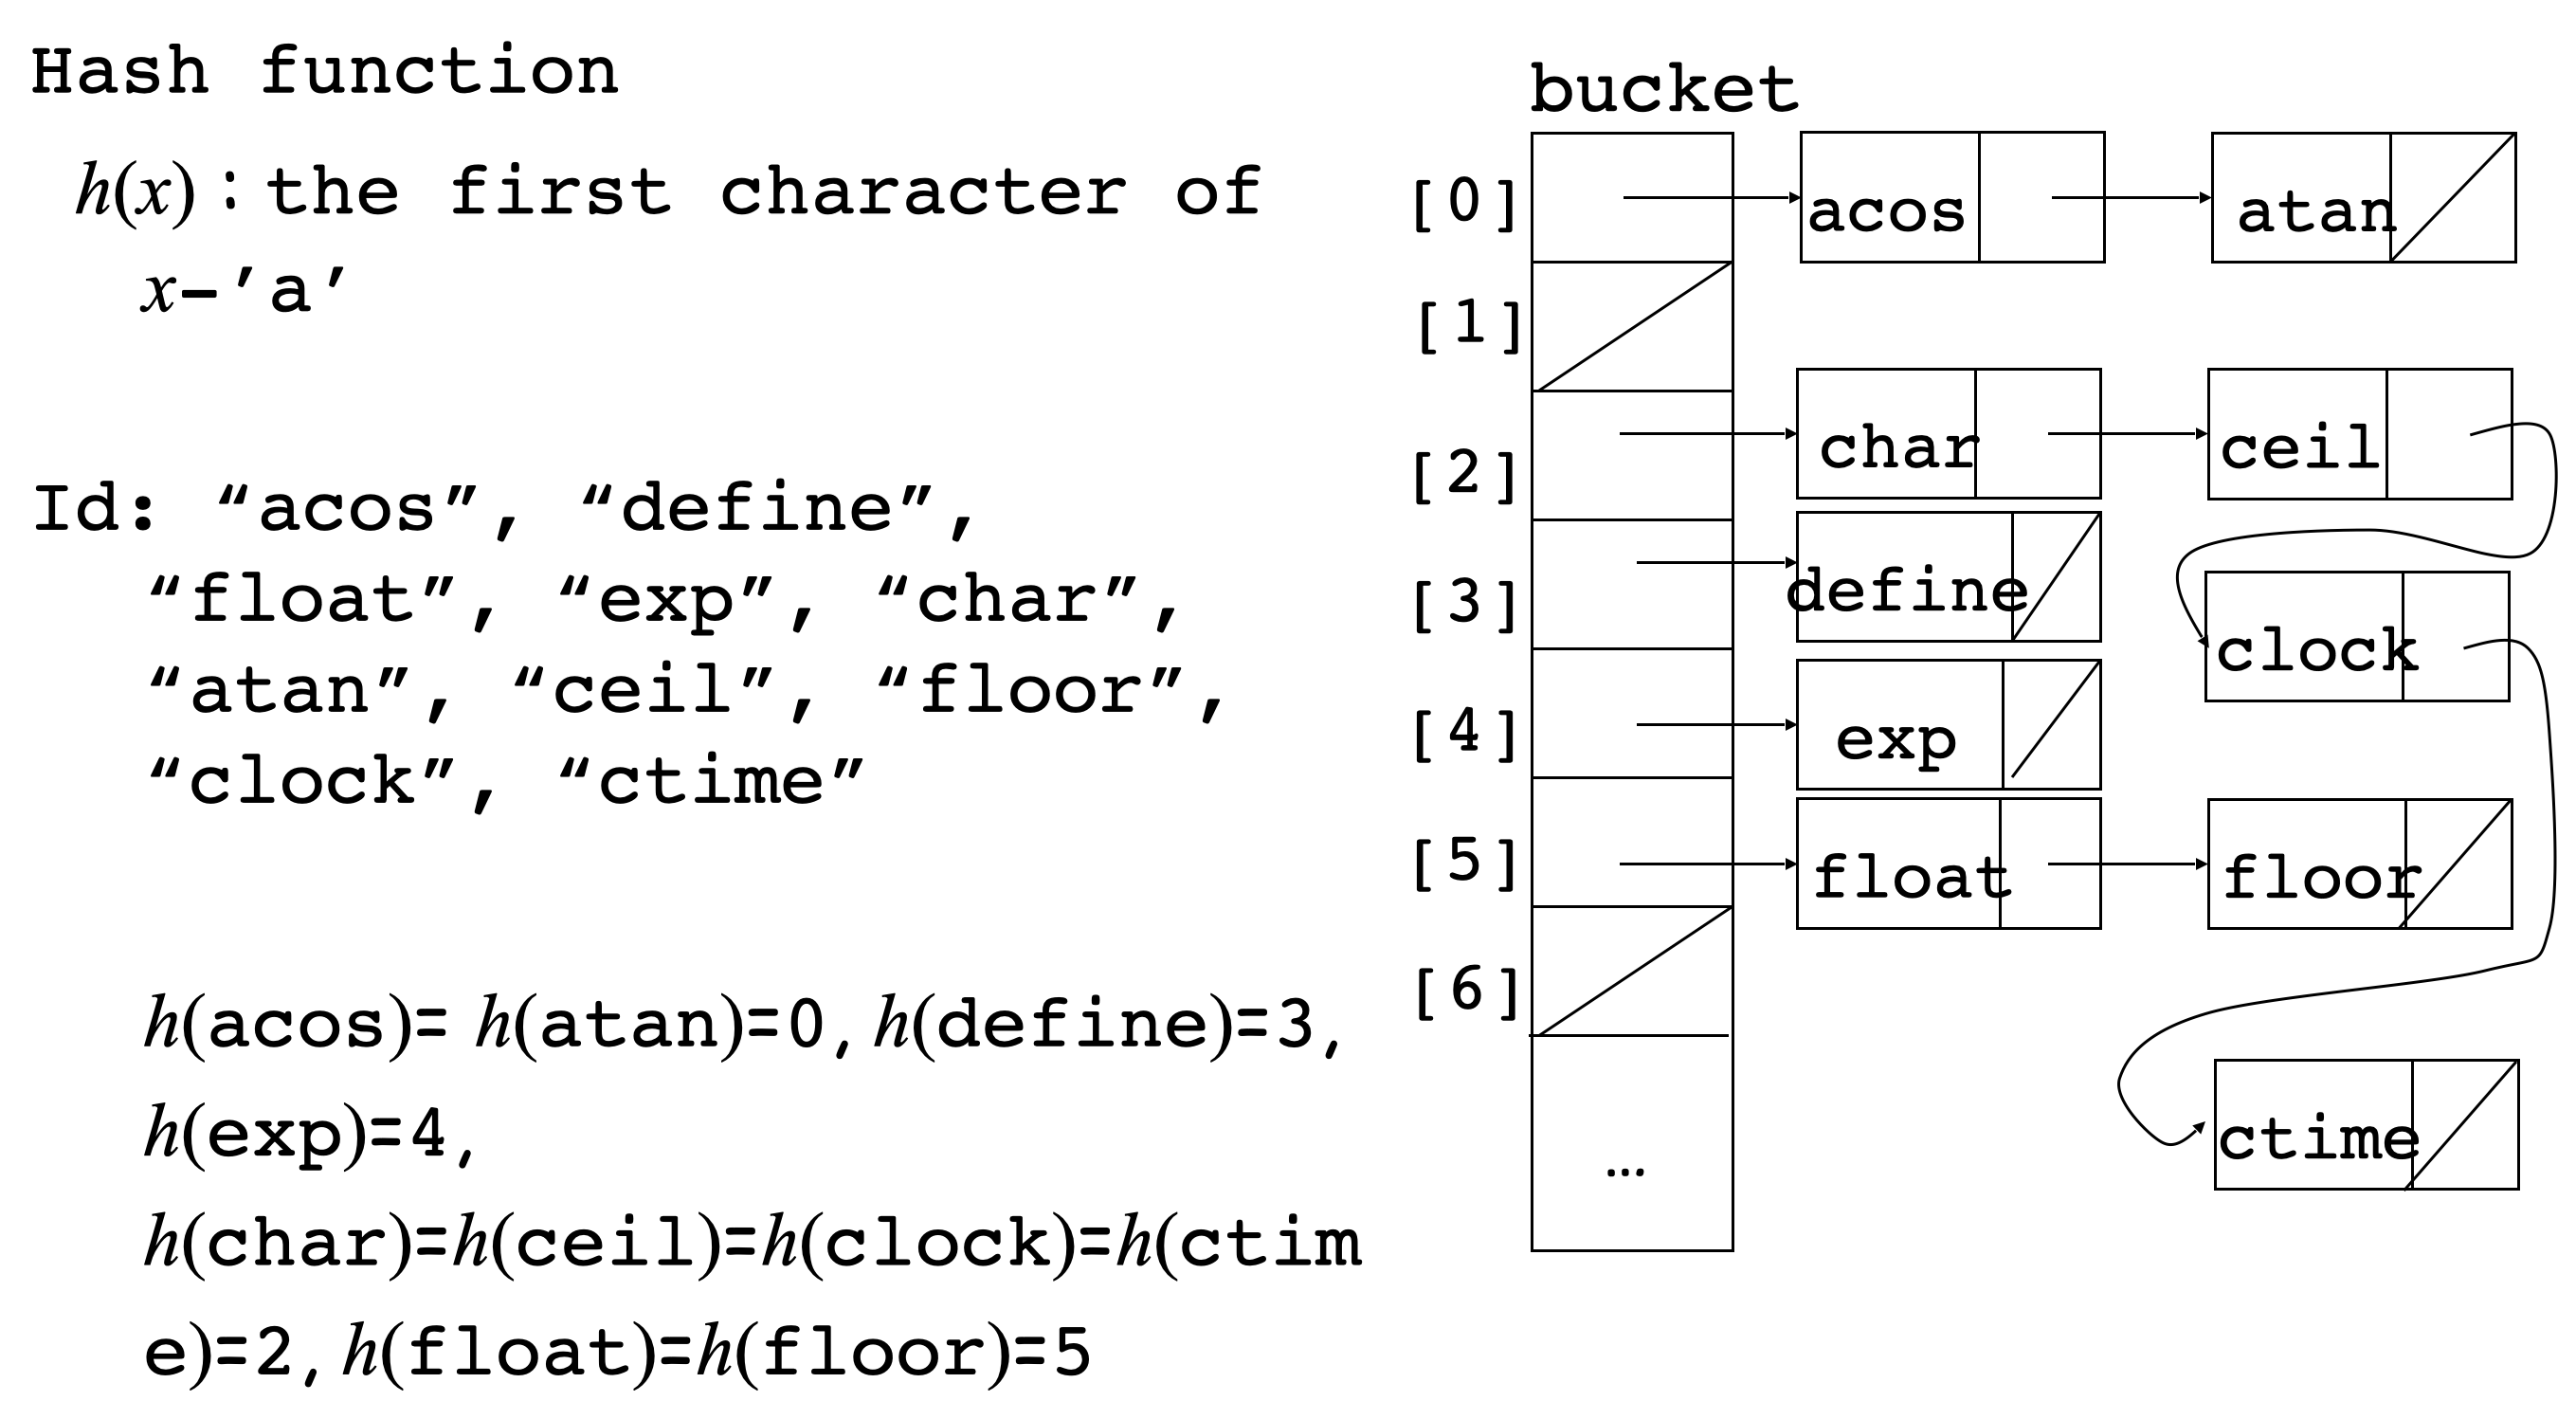 Hash function
h(x):the first character of
x-'a'
Id: “acos”, “define”,
“float”, “exp”, “char”,
“atan”, “ceil”, “floor”,
“clock”, “ctime”
h(acos)= h(atan)=0,h(define)=3,
h(exp)=4,
h(char)=h(ceil)=h(clock)=h(ctim
e)=2,h(float)=h(floor)=5
bucket
[0] acos atan
[1]
[2] char ceil
[3] define
clock
[4] exp
[5] float floor
[6]
ctime
…